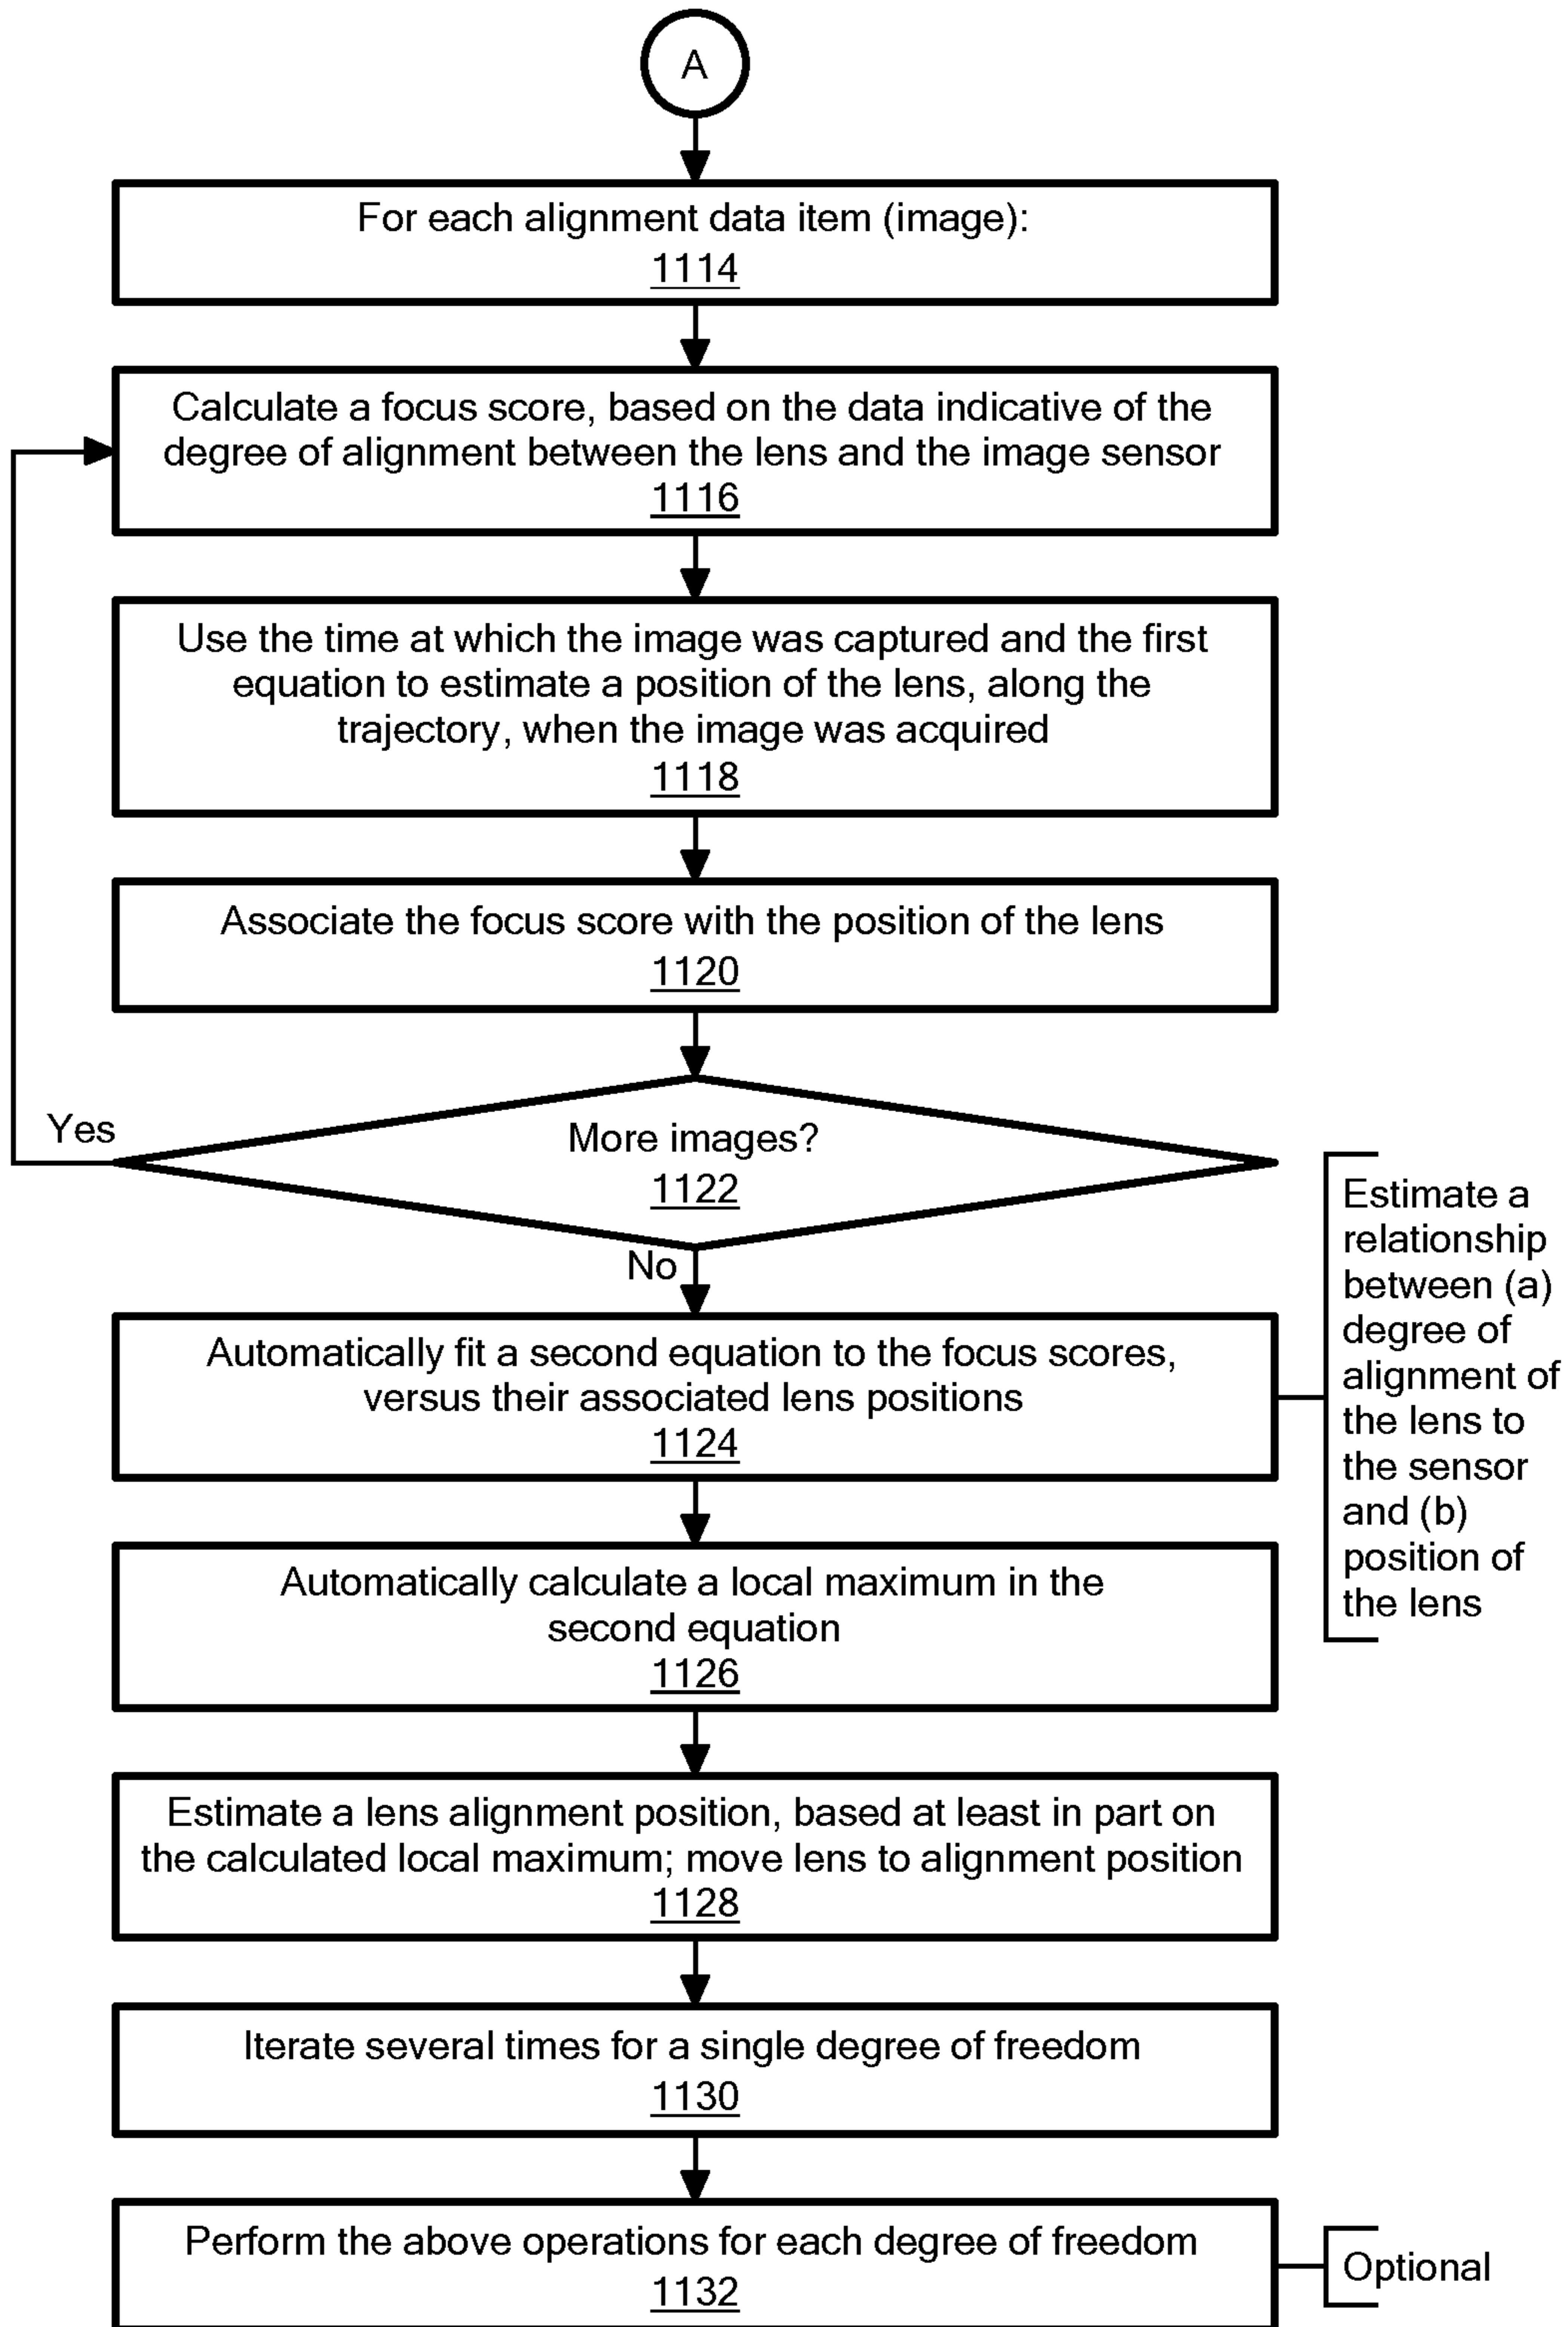 A
For each alignment data item (image):
1114
Calculate a focus score, based on the data indicative of the
degree of alignment between the lens and the image sensor
1116
Use the time at which the image was captured and the first
equation to estimate a position of the lens, along the
trajectory, when the image was acquired
1118
Associate the focus score with the position of the lens
1120
Yes
More images?
1122
No
Automatically fit a second equation to the focus scores,
versus their associated lens positions
1124
Estimate a
relationship
between (a)
degree of
alignment of
the lens to
the sensor
and (b)
position of
the lens
Automatically calculate a local maximum in the
second equation
1126
Estimate a lens alignment position, based at least in part on
the calculated local maximum; move lens to alignment position
1128
Iterate several times for a single degree of freedom
1130
Perform the above operations for each degree of freedom
1132
Optional